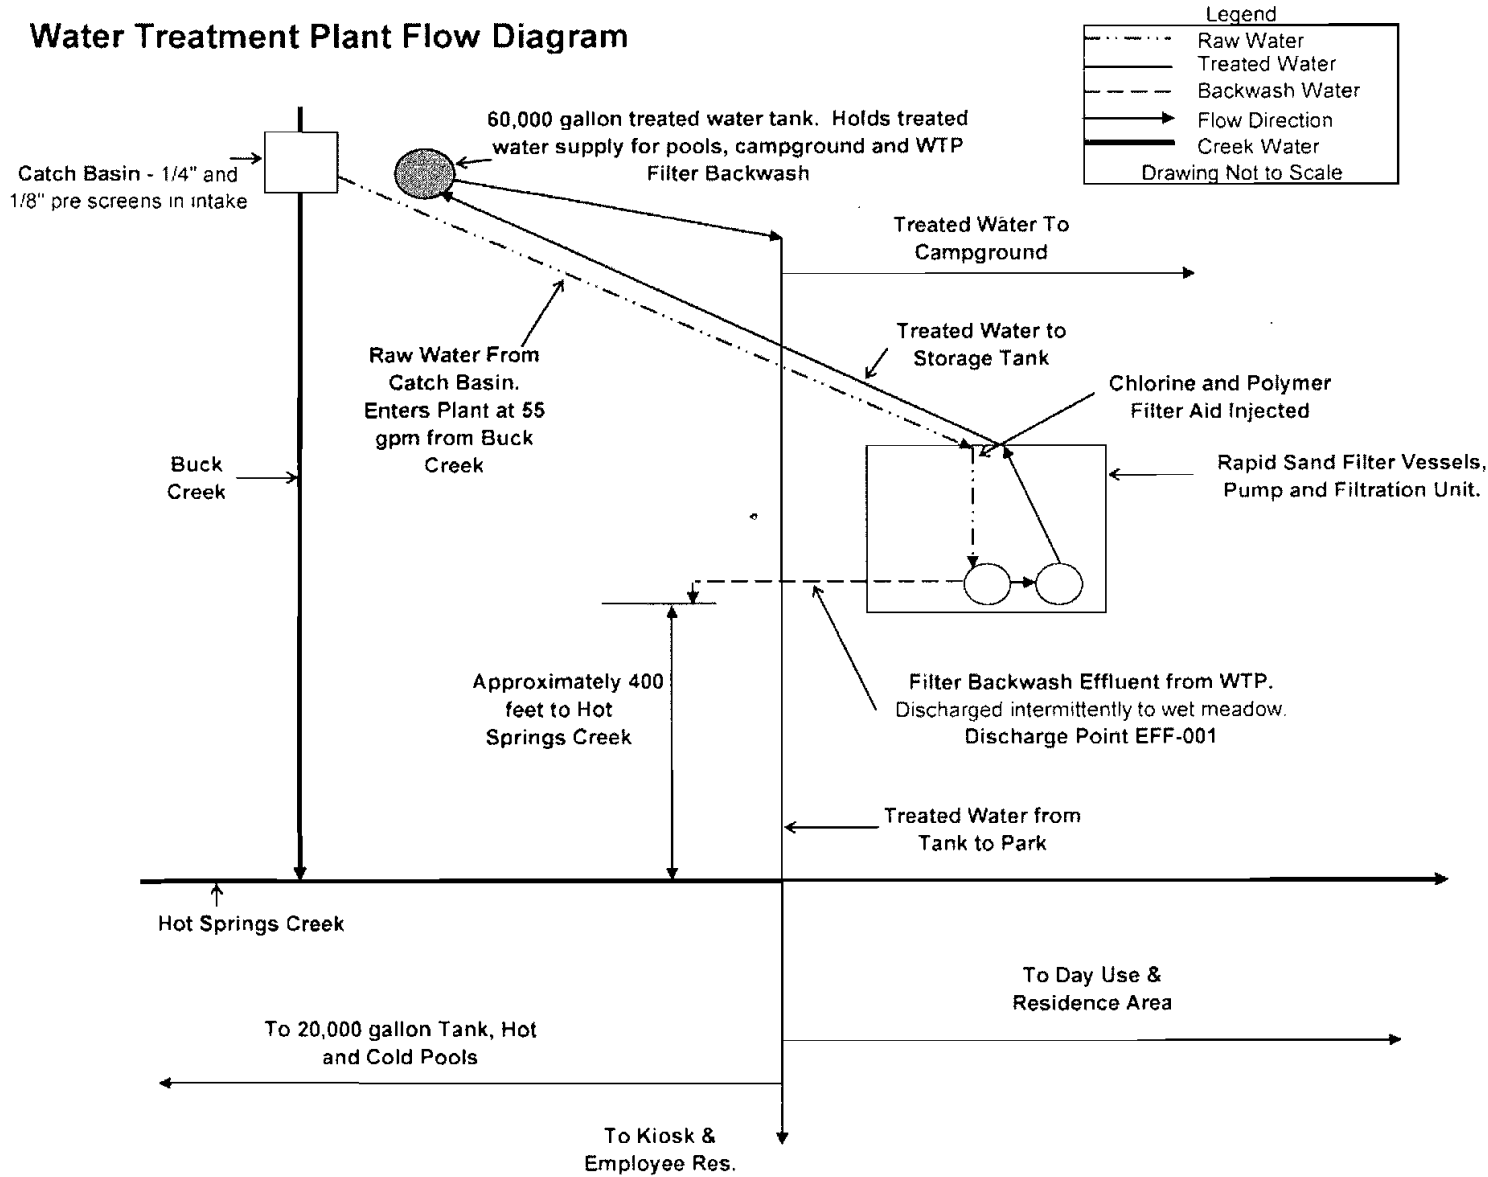 Water Treatment Plant Flow Diagram
Legend
Raw Water
Treated Water
Backwash Water
Flow Direction
Creek Water
Drawing Not to Scale
60,000 gallon treated water tank. Holds treated
water supply for pools, campground and WTP
Filter Backwash
Catch Basin - 1/4" and
1/8" pre screens in intake
Treated Water To
Campground
Treated Water to
Storage Tank
Raw Water From
Catch Basin.
Enters Plant at 55
gpm from Buck
Creek
Chlorine and Polymer
Filter Aid Injected
Buck
Creek
Rapid Sand Filter Vessels,
Pump and Filtration Unit.
Approximately 400
feet to Hot
Springs Creek
Filter Backwash Effluent from WTP.
Discharged intermittently to wet meadow.
Discharge Point EFF-001
Treated Water from
Tank to Park
Hot Springs Creek
To Day Use &
Residence Area
To 20,000 gallon Tank, Hot
and Cold Pools
To Kiosk &
Employee Res.